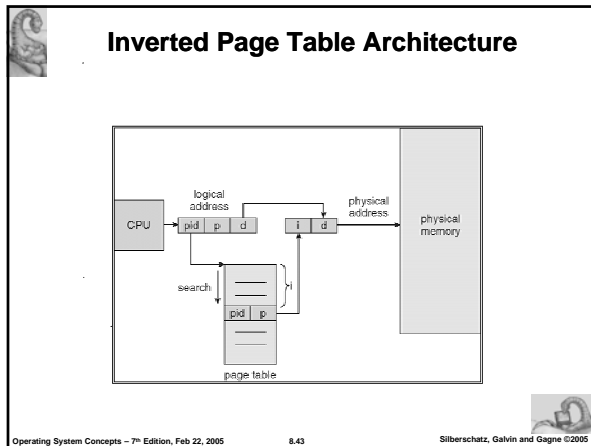 Inverted Page Table Architecture
logical
address
physical
address
CPU
pid p d
i d
physical
memory
search
i
pid p
page table
Operating System Concepts – 7th Edition, Feb 22, 2005
8.43
Silberschatz, Galvin and Gagne ©2005